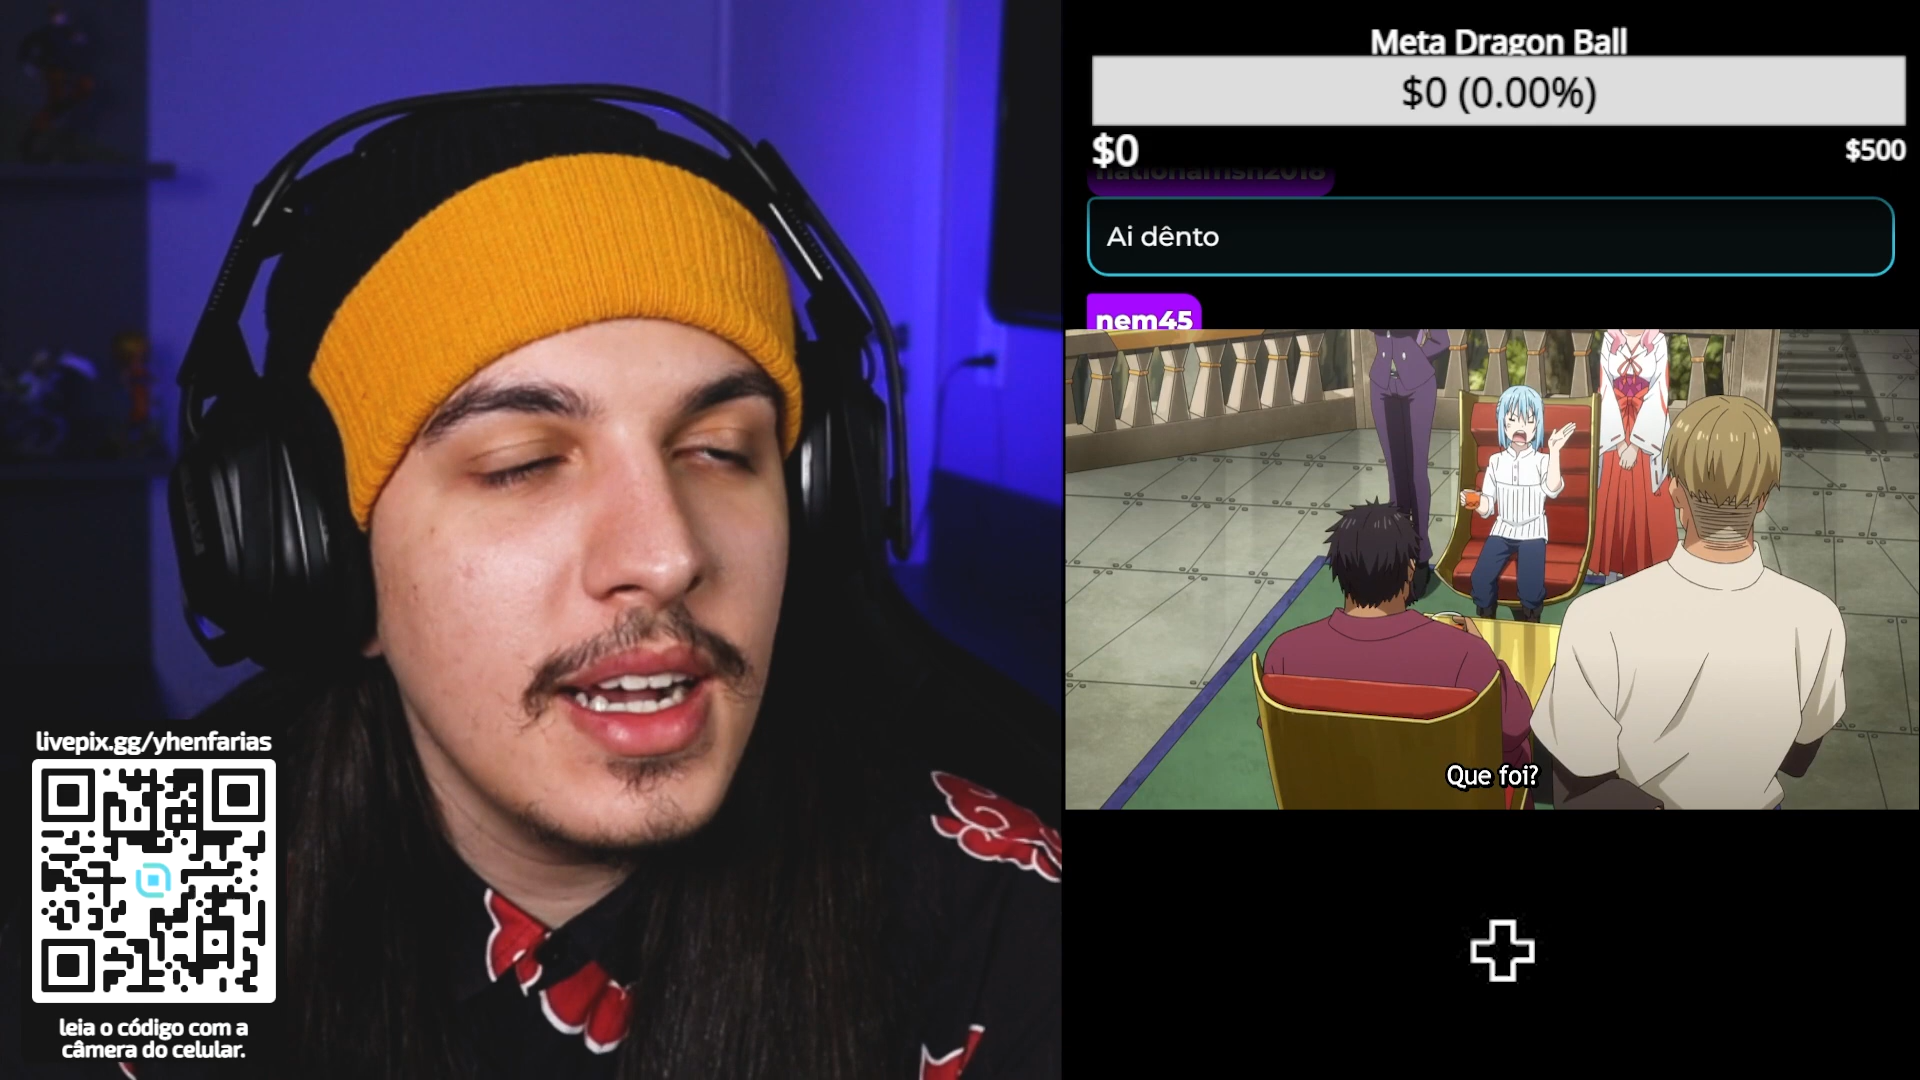 Meta Dragon Ball
$0 (0.00%)
$0
$500
nationalfish2018
Ai dênto
nem45
Que foi?
livepix.gg/yhenfarias
leia o código com a
câmera do celular.